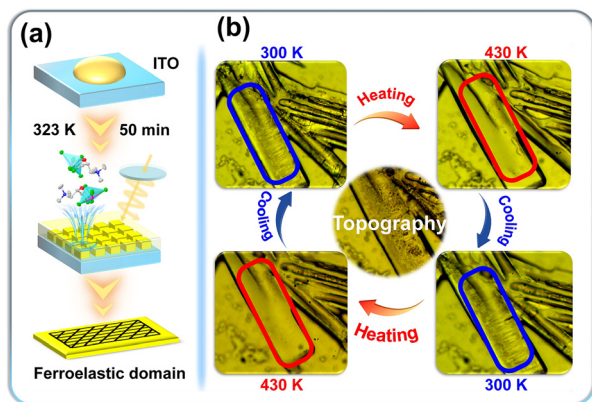 (a)
ITO
323 K 50 min
Ferroelastic domain
(b)
300 K
430 K
Heating
Cooling
Topography
Cooling
Heating
430 K
300 K